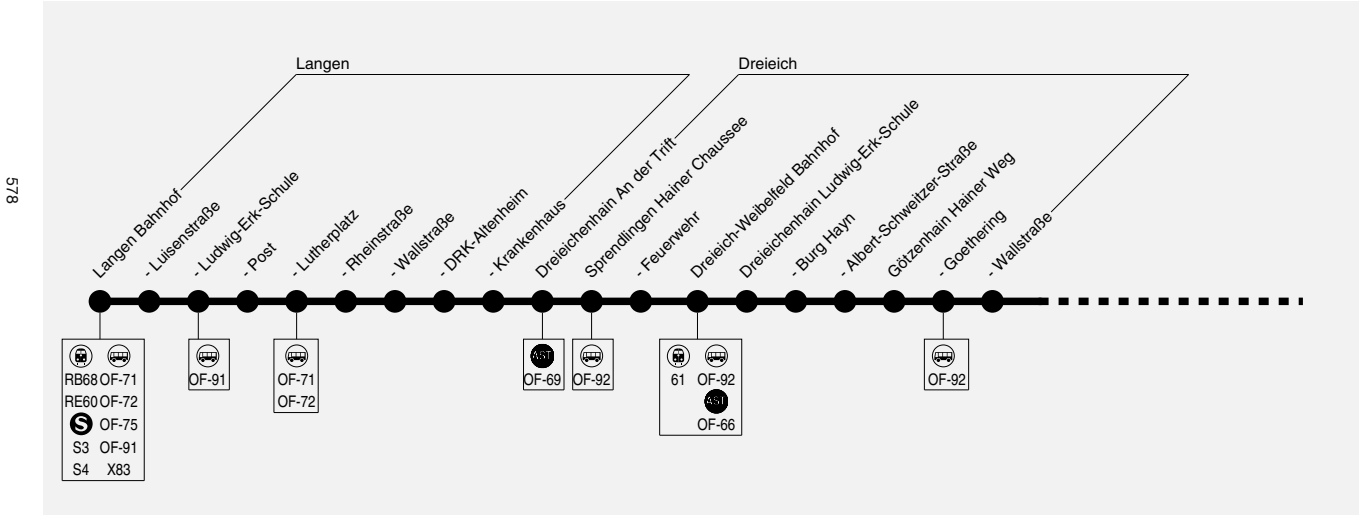 578
Langen
Dreieich
Langen Bahnhof
- Luisenstraße
- Ludwig-Erk-Schule
- Post
- Lutherplatz
- Rheinstraße
- Wallstraße
- DRK-Altenheim
- Krankenhaus
Dreieichenhain An der Trift
Sprendlingen Hainer Chaussee
- Feuerwehr
Dreieich-Weibelfeld Bahnhof
Dreieichenhain Ludwig-Erk-Schule
- Burg Hayn
- Albert-Schweitzer-Straße
Götzenhain Hainer Weg
- Goethering
- Wallstraße
RB68 OF-71
RE60 OF-72
S OF-75
S3 OF-91
S4 X83
OF-91
OF-71
OF-72
AST
OF-69
OF-92
61 OF-92
AST
OF-66
OF-92